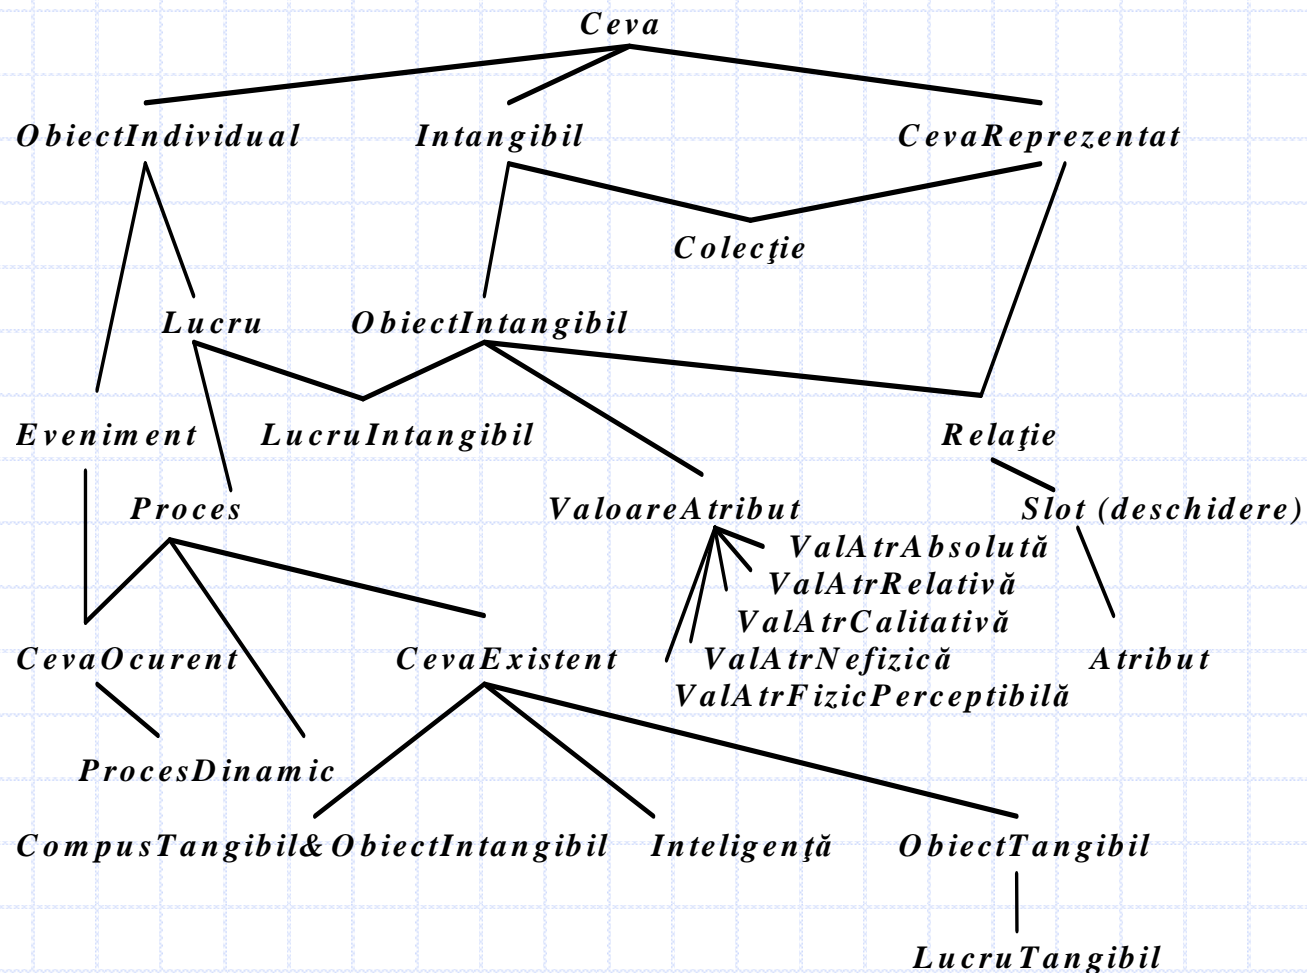 Ceva
ObiectIndividual Intangibil CevaReprezentat
Colecţie
Lucru ObiectIntangibil
Eveniment LucruIntangibil Relaţie
Proces ValoareAtribut Slot (deschidere)
ValAtrAbsolută
ValAtrRelativă
ValAtrCalitativă
CevaOcurent CevaExistent ValAtrNefizică Atribut
ValAtrFizicPerceptibilă
ProcesDinamic
CompusTangibil&ObiectIntangibil Inteligenţă ObiectTangibil
LucruTangibil